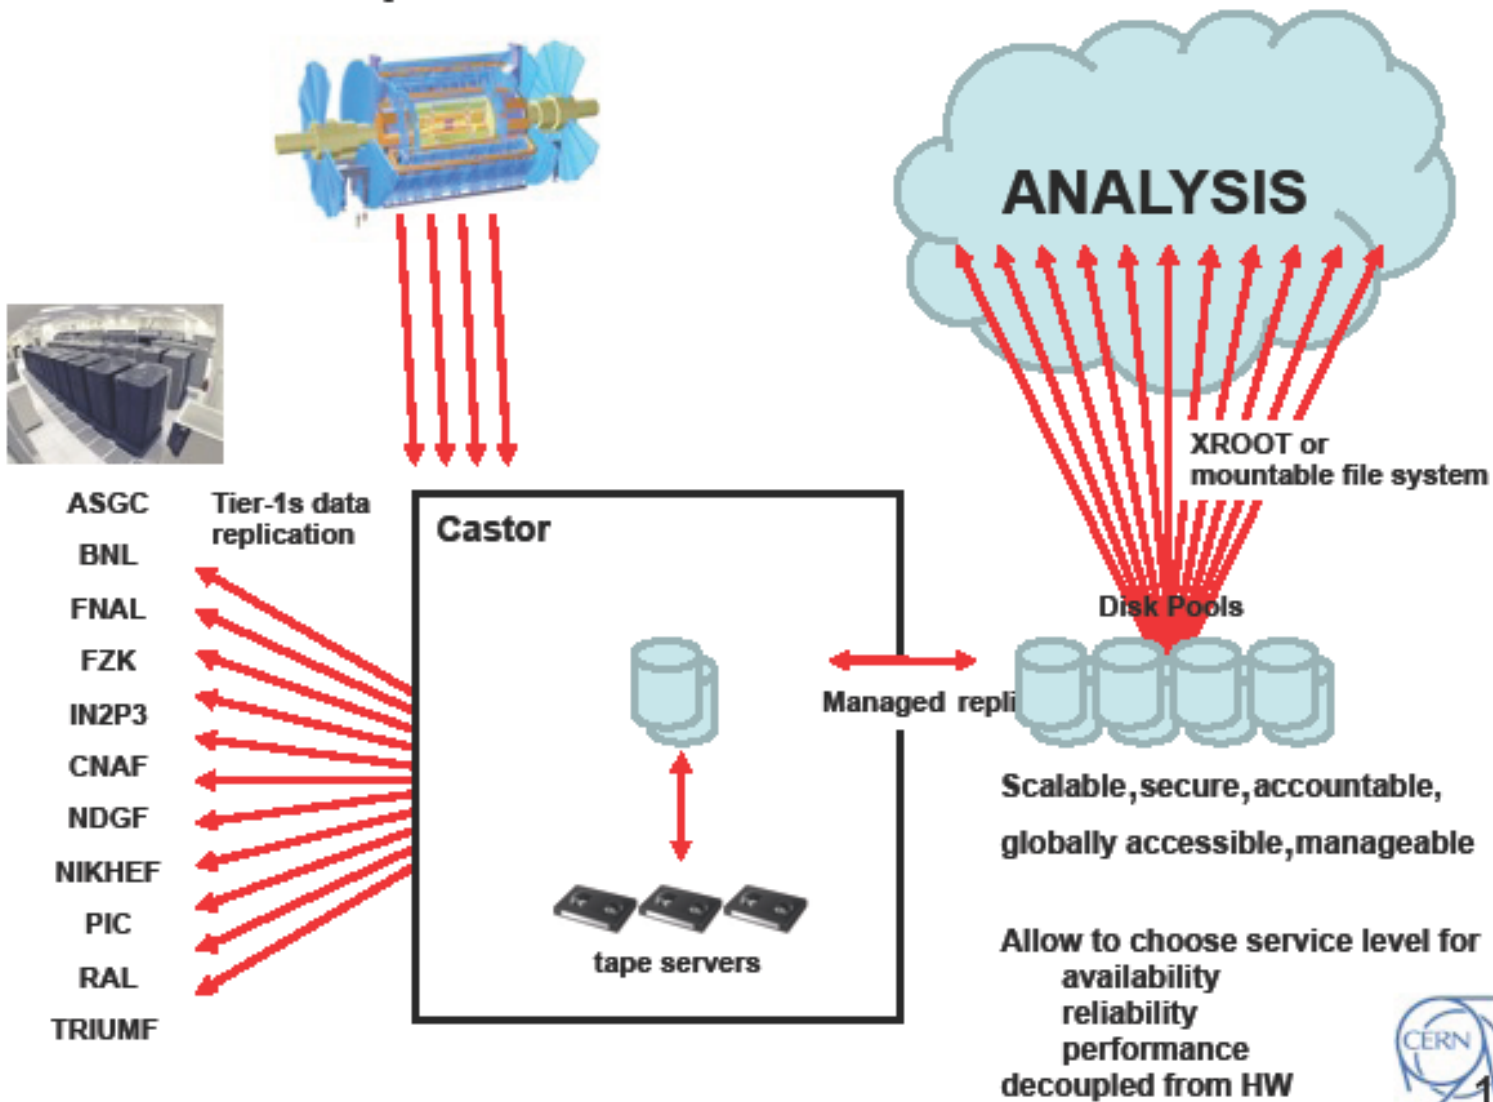 ANALYSIS
XROOT or
mountable file system
ASGC
BNL
FNAL
FZK
IN2P3
CNAF
NDGF
NIKHEF
PIC
RAL
TRIUMF
Tier-1s data
replication
Castor
tape servers
Managed repli
Disk Pools
Scalable,secure,accountable,
globally accessible,manageable
Allow to choose service level for
availability
reliability
performance
decoupled from HW
CERN
1